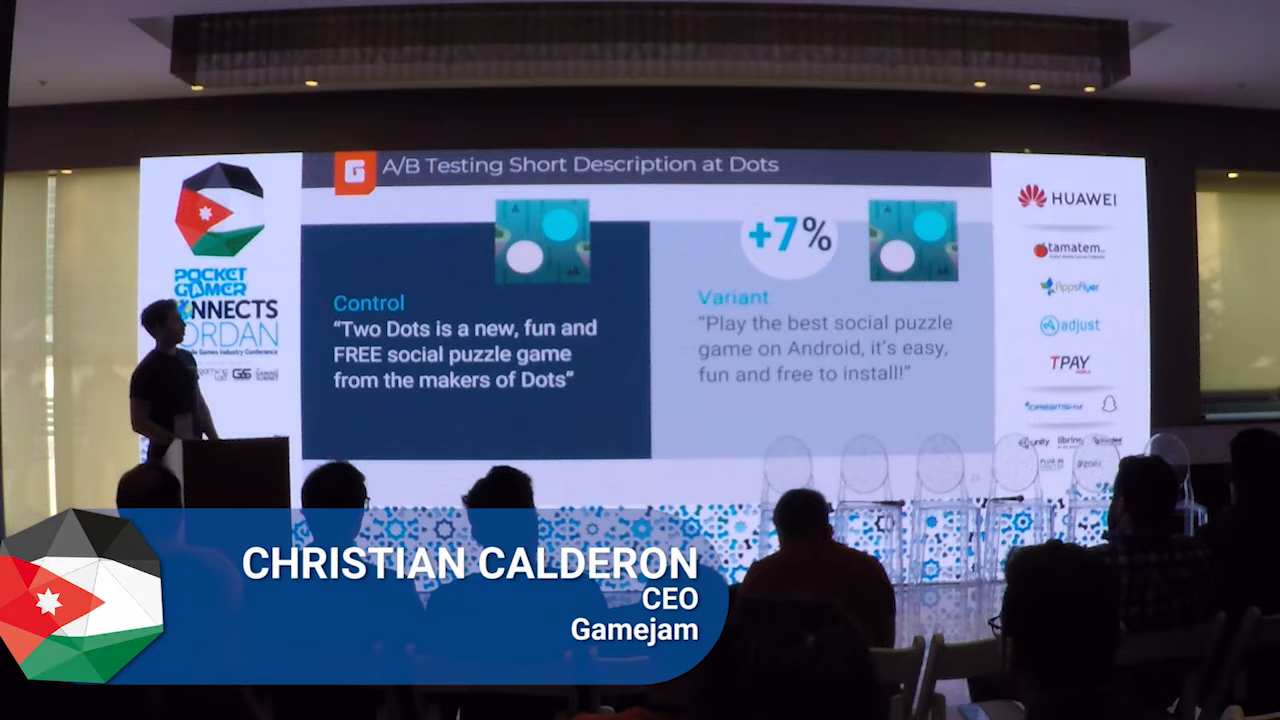 G
A/B Testing Short Description at Dots
POCKET
GAMER
CONNECTS
JORDAN
Control
“Two Dots is a new, fun and
FREE social puzzle game
from the makers of Dots”
+7%
Variant
“Play the best social puzzle
game on Android, it’s easy,
fun and free to install!”
HUAWEI
tamatem
AppsFlyer
adjust
TPAY
iDREAMSKY
unity
CHRISTIAN CALDERON
CEO
Gamejam